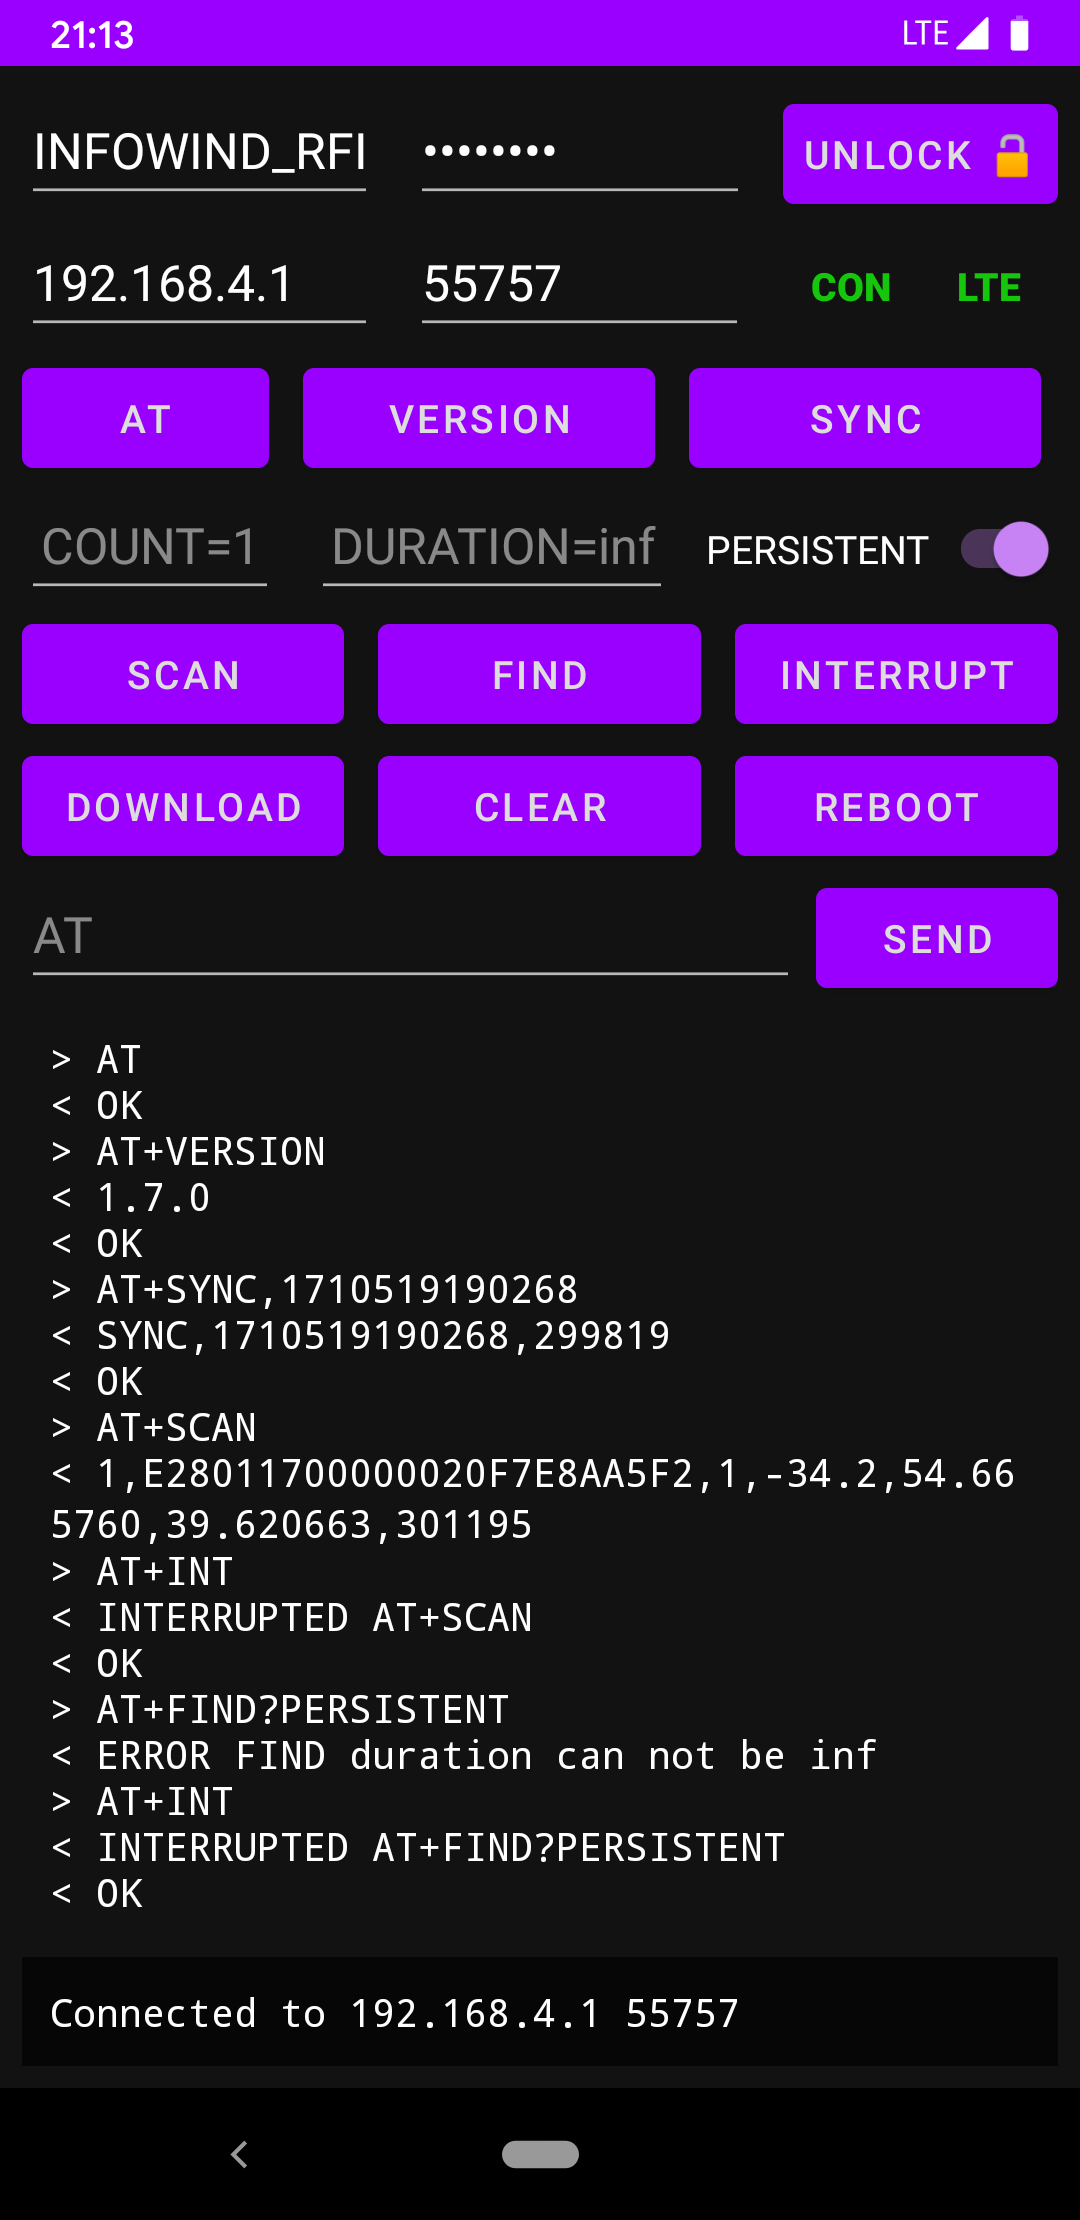 21:13 LTE
INFOWIND_RFI •••••••• UNLOCK 🔓
192.168.4.1 55757 CON LTE
AT VERSION SYNC
COUNT=1 DURATION=inf PERSISTENT
SCAN FIND INTERRUPT
DOWNLOAD CLEAR REBOOT
AT SEND
> AT
< OK
> AT+VERSION
< 1.7.0
< OK
> AT+SYNC,1710519190268
< SYNC,1710519190268,299819
< OK
> AT+SCAN
< 1,E28011700000020F7E8AA5F2,1,-34.2,54.66
5760,39.620663,301195
> AT+INT
< INTERRUPTED AT+SCAN
< OK
> AT+FIND?PERSISTENT
< ERROR FIND duration can not be inf
> AT+INT
< INTERRUPTED AT+FIND?PERSISTENT
< OK
Connected to 192.168.4.1 55757